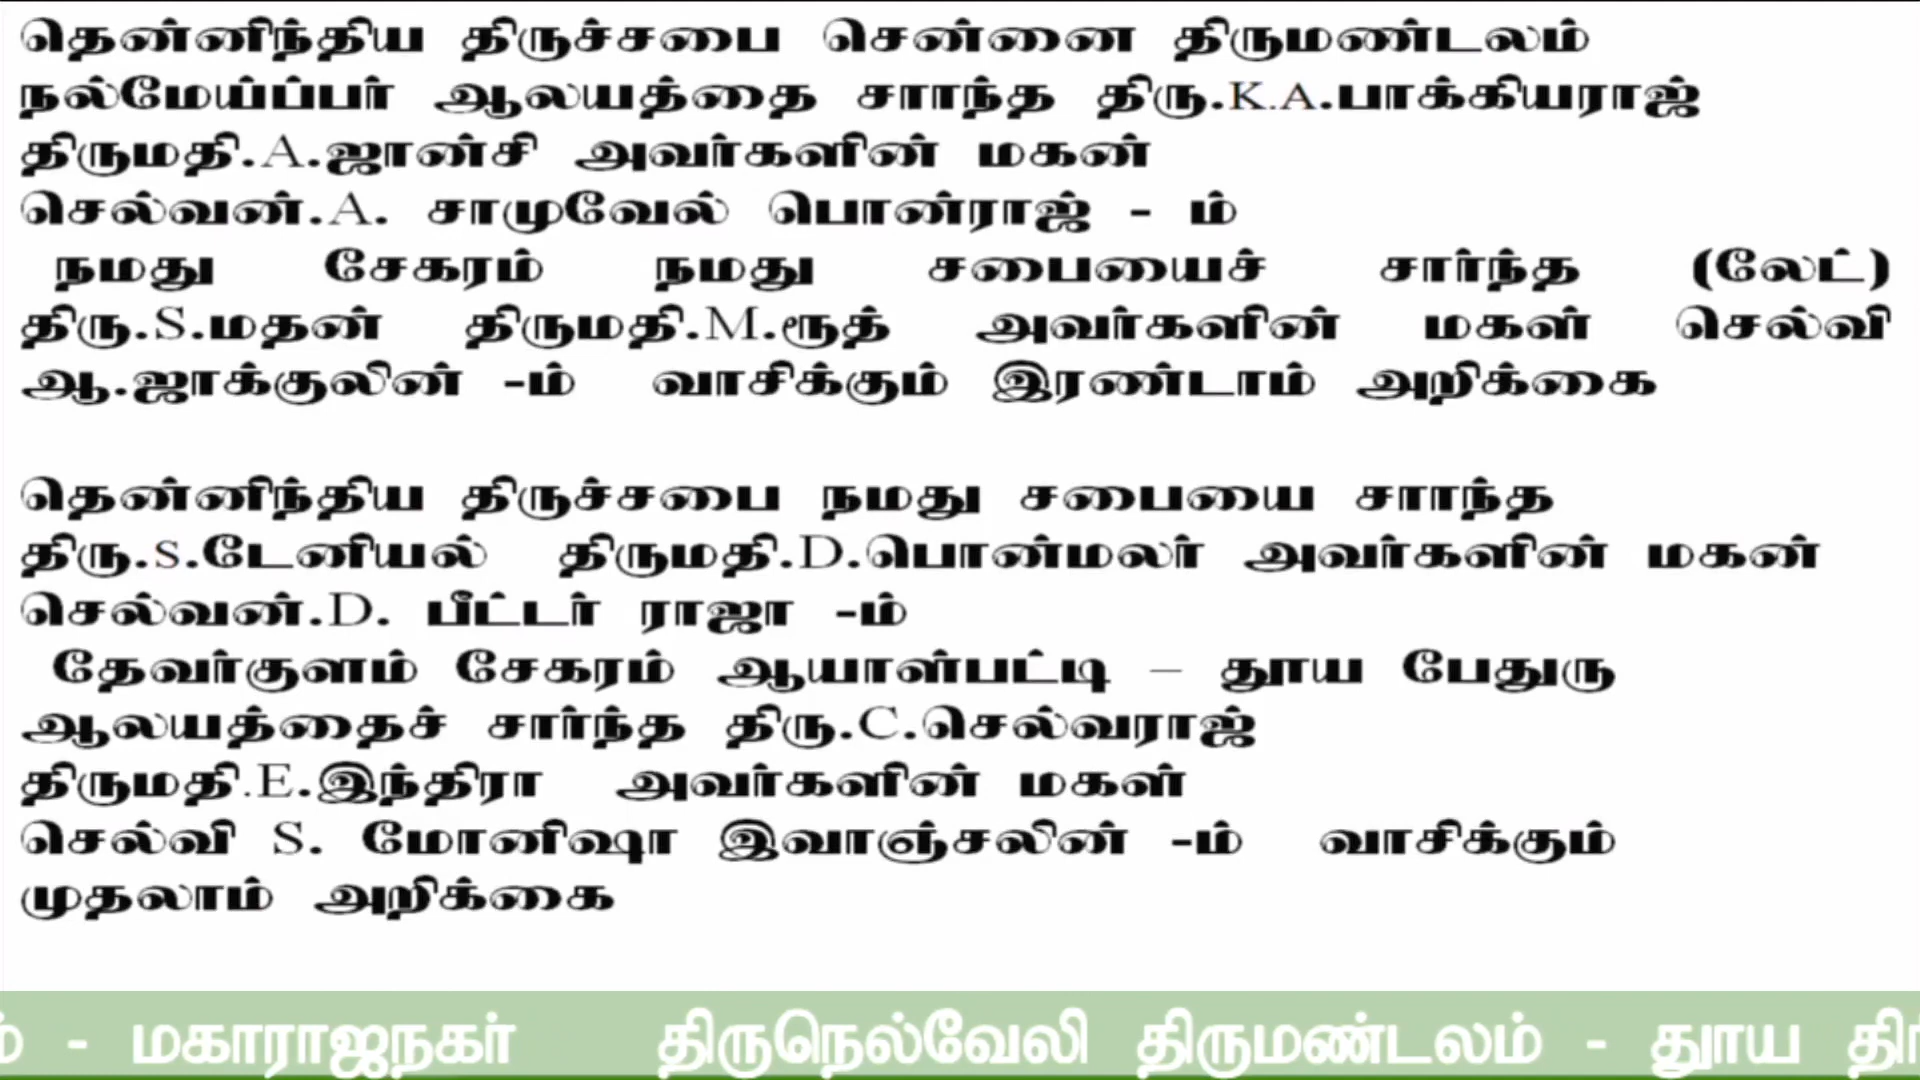 தென்னிந்திய திருச்சபை சென்னை திருமண்டலம்
நல்மேய்ப்பர் ஆலயத்தை சாாந்த திரு.K.A.பாக்கியராஜ்
திருமதி.A.ஜான்சி அவர்களின் மகன்
செல்வன்.A. சாமுவேல் பொன்ராஜ் - ம்
நமது சேகரம் நமது சபையைச் சார்ந்த (லேட்)
திரு.S.மதன் திருமதி.M.ரூத் அவர்களின் மகள் செல்வி
ஆ.ஜாக்குலின் -ம் வாசிக்கும் இரண்டாம் அறிக்கை
தென்னிந்திய திருச்சபை நமது சபையை சாாந்த
திரு.s.டேனியல் திருமதி.D.பொன்மலர் அவர்களின் மகன்
செல்வன்.D. பீட்டர் ராஜா -ம்
தேவர்குளம் சேகரம் ஆயாள்பட்டி – தூய பேதுரு
ஆலயத்தைச் சார்ந்த திரு.C.செல்வராஜ்
திருமதி.E.இந்திரா அவர்களின் மகள்
செல்வி S. மோனிஷா இவாஞ்சலின் -ம் வாசிக்கும்
முதலாம் அறிக்கை
- மகாராஜநகர் திருநெல்வேலி திருமண்டலம் - தூய